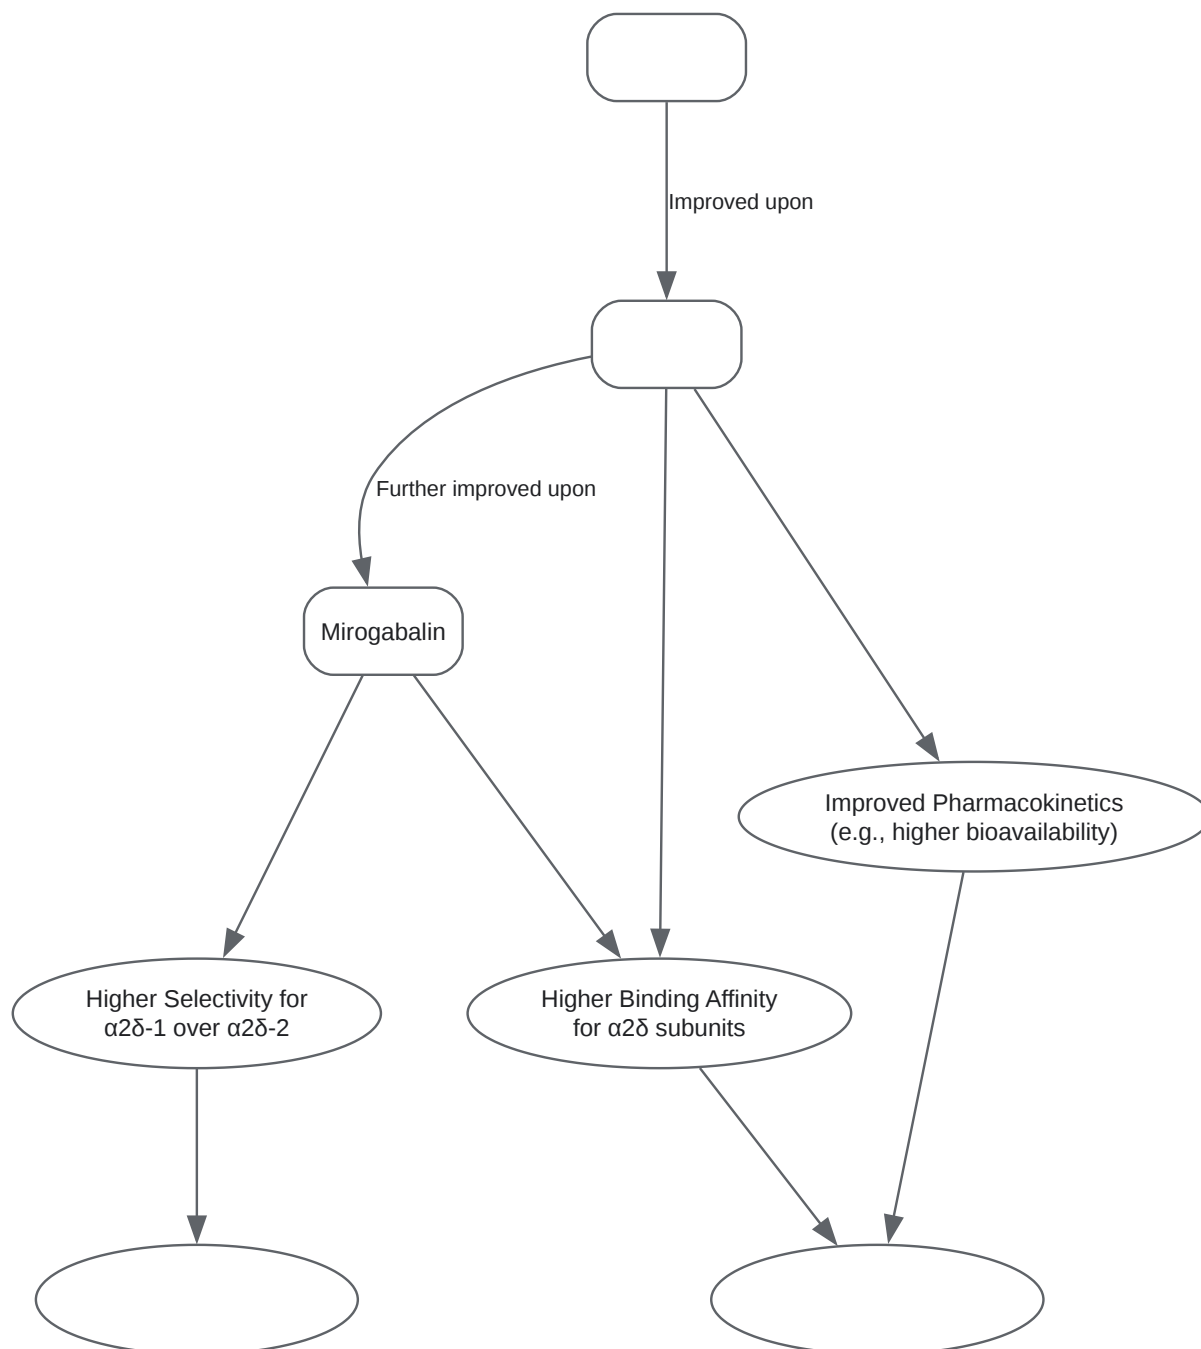 Improved upon
Further improved upon
Mirogabalin
Improved Pharmacokinetics
(e.g., higher bioavailability)
Higher Selectivity for
α2δ-1 over α2δ-2
Higher Binding Affinity
for α2δ subunits